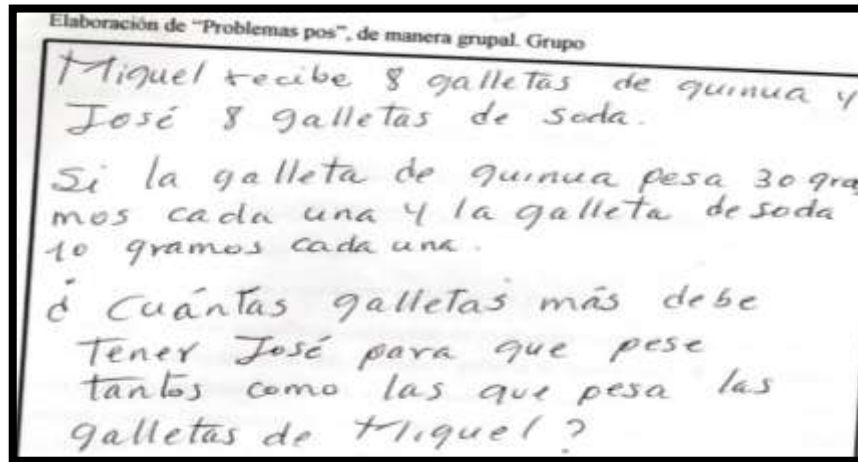 Elaboración de "Problemas pos", de manera grupal. Grupo
Miguel recibe 8 galletas de quinua y
José 8 galletas de soda.
Si la galleta de quinua pesa 30 gra
mos cada una y la galleta de soda
10 gramos cada una.
¿ Cuántas galletas más debe
Tener José para que pese
tantos como las que pesa las
galletas de Miguel ?